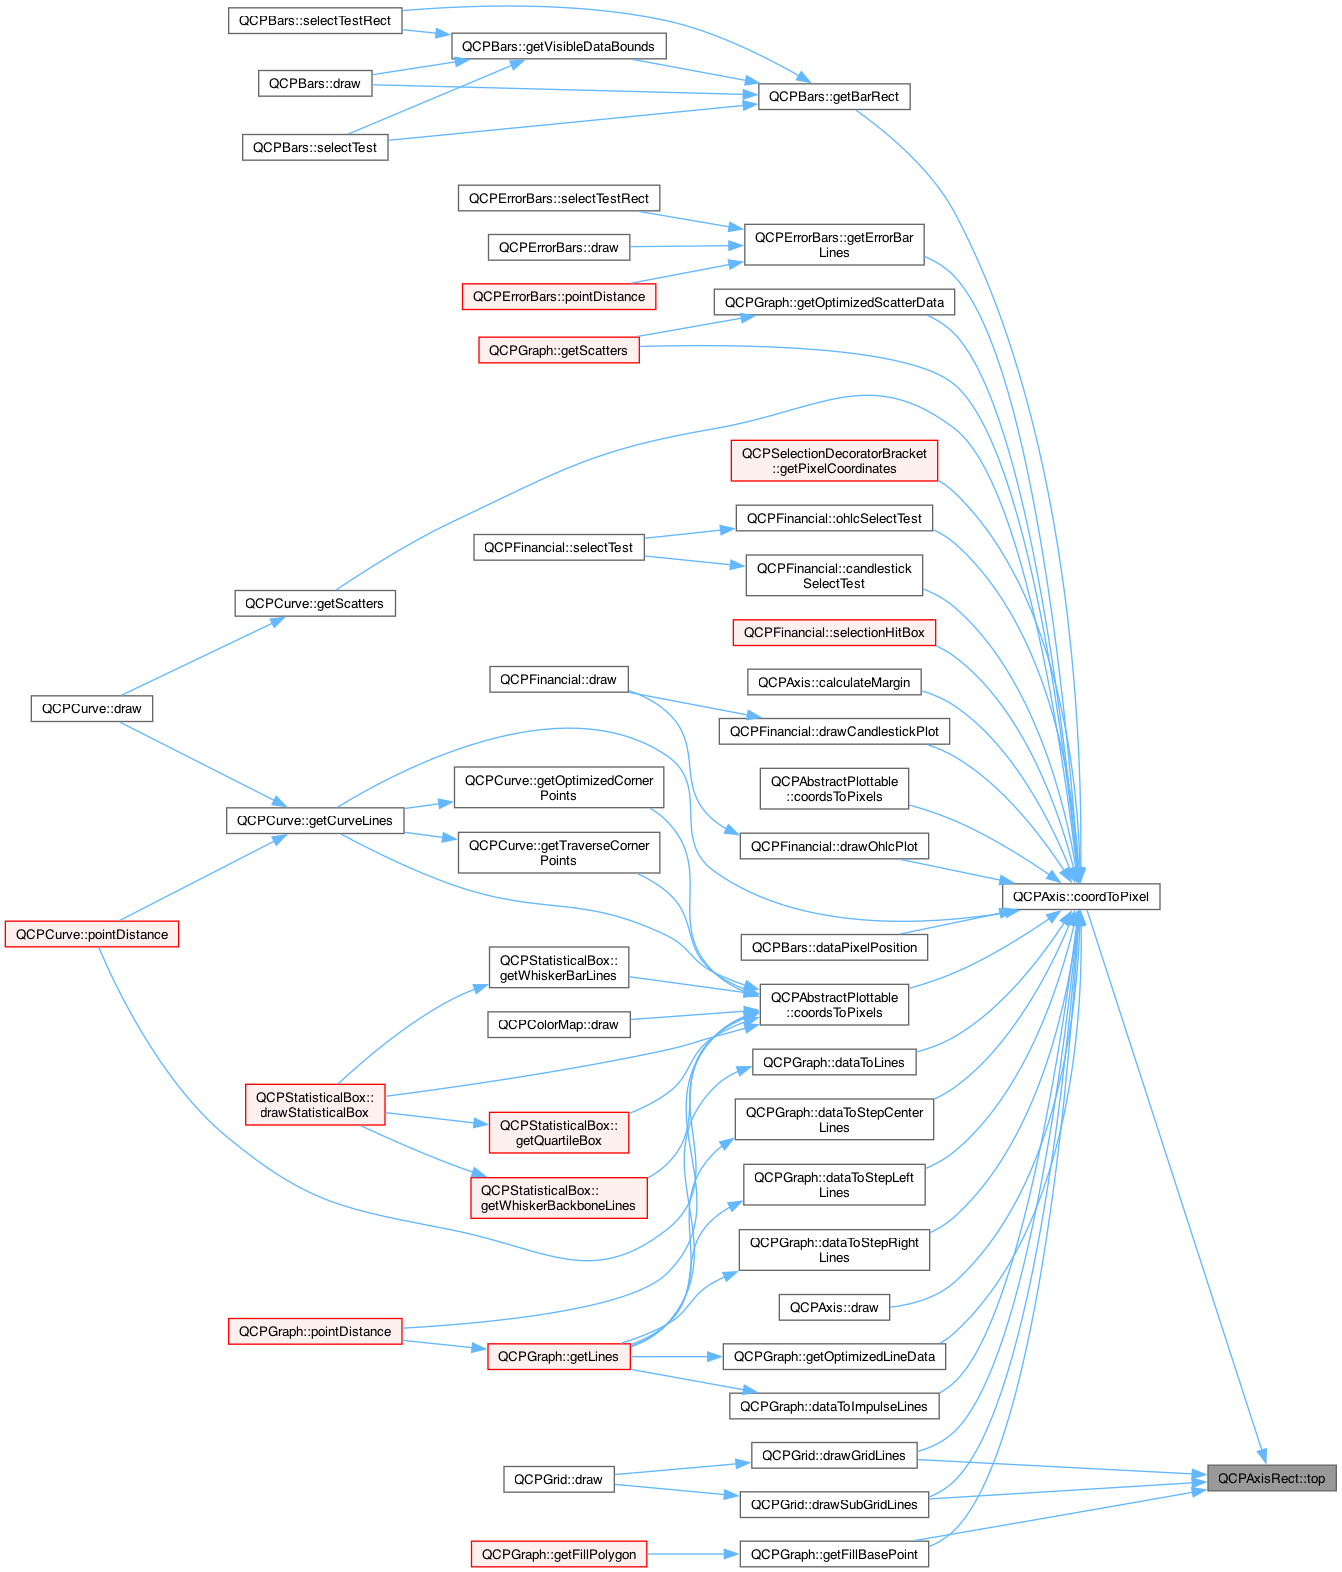 QCPBars::selectTestRect
QCPBars::getVisibleDataBounds
QCPBars::draw
QCPBars::getBarRect
QCPBars::selectTest
QCPErrorBars::selectTestRect
QCPErrorBars::getErrorBar
Lines
QCPErrorBars::draw
QCPErrorBars::pointDistance
QCPGraph::getOptimizedScatterData
QCPGraph::getScatters
QCPSelectionDecoratorBracket
::getPixelCoordinates
QCPFinancial::ohlcSelectTest
QCPFinancial::selectTest
QCPFinancial::candlestick
SelectTest
QCPCurve::getScatters
QCPFinancial::selectionHitBox
QCPFinancial::draw
QCPAxis::calculateMargin
QCPCurve::draw
QCPFinancial::drawCandlestickPlot
QCPCurve::getOptimizedCorner
Points
QCPAbstractPlottable
::coordsToPixels
QCPCurve::getCurveLines
QCPCurve::getTraverseCorner
Points
QCPFinancial::drawOhlcPlot
QCPAxis::coordToPixel
QCPCurve::pointDistance
QCPBars::dataPixelPosition
QCPStatisticalBox::
getWhiskerBarLines
QCPAbstractPlottable
::coordsToPixels
QCPColorMap::draw
QCPGraph::dataToLines
QCPStatisticalBox::
drawStatisticalBox
QCPStatisticalBox::
getQuartileBox
QCPGraph::dataToStepCenter
Lines
QCPStatisticalBox::
getWhiskerBackboneLines
QCPGraph::dataToStepLeft
Lines
QCPGraph::dataToStepRight
Lines
QCPAxis::draw
QCPGraph::pointDistance
QCPGraph::getLines
QCPGraph::getOptimizedLineData
QCPGraph::dataToImpulseLines
QCPGrid::drawGridLines
QCPGrid::draw
QCPAxisRect::top
QCPGrid::drawSubGridLines
QCPGraph::getFillPolygon
QCPGraph::getFillBasePoint